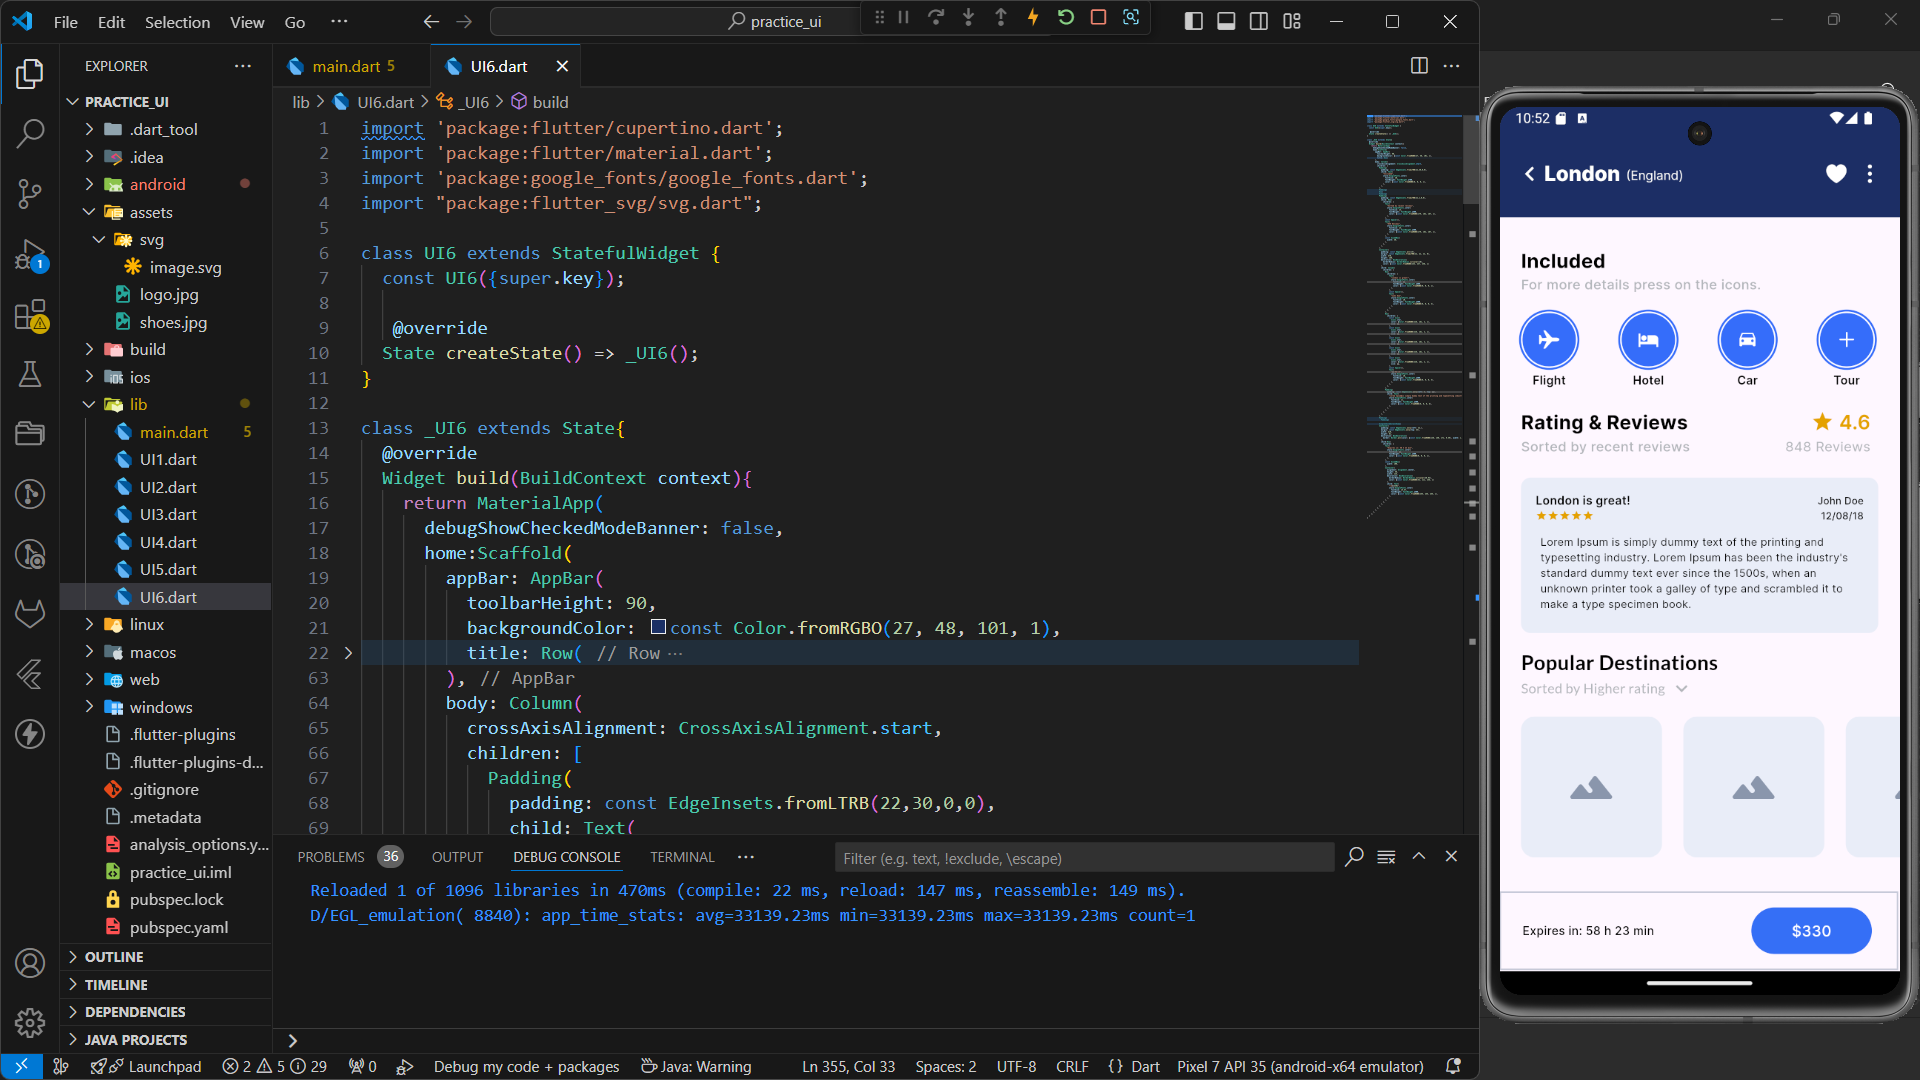 File Edit Selection View Go ··· practice_ui
EXPLORER ···
PRACTICE_UI
.dart_tool
.idea
android
assets
svg
image.svg
logo.jpg
shoes.jpg
build
ios
lib
main.dart 5
UI1.dart
UI2.dart
UI3.dart
UI4.dart
UI5.dart
UI6.dart
linux
macos
web
windows
.flutter-plugins
.flutter-plugins-d...
.gitignore
.metadata
analysis_options.y...
practice_ui.iml
pubspec.lock
pubspec.yaml
OUTLINE
TIMELINE
DEPENDENCIES
JAVA PROJECTS
1
main.dart 5 UI6.dart
lib > UI6.dart > _UI6 > build
1 import 'package:flutter/cupertino.dart';
2 import 'package:flutter/material.dart';
3 import 'package:google_fonts/google_fonts.dart';
4 import "package:flutter_svg/svg.dart";
5
6 class UI6 extends StatefulWidget {
7 const UI6({super.key});
8
9 @override
10 State createState() => _UI6();
11 }
12
13 class _UI6 extends State{
14 @override
15 Widget build(BuildContext context){
16 return MaterialApp(
17 debugShowCheckedModeBanner: false,
18 home:Scaffold(
19 appBar: AppBar(
20 toolbarHeight: 90,
21 backgroundColor: const Color.fromRGBO(27, 48, 101, 1),
22 title: Row( // Row ···
63 ), // AppBar
64 body: Column(
65 crossAxisAlignment: CrossAxisAlignment.start,
66 children: [
67 Padding(
68 padding: const EdgeInsets.fromLTRB(22,30,0,0),
69 child: Text(
PROBLEMS 36 OUTPUT DEBUG CONSOLE TERMINAL ··· Filter (e.g. text, !exclude, \escape)
Reloaded 1 of 1096 libraries in 470ms (compile: 22 ms, reload: 147 ms, reassemble: 149 ms).
D/EGL_emulation( 8840): app_time_stats: avg=33139.23ms min=33139.23ms max=33139.23ms count=1
Launchpad 2 5 29 0 Debug my code + packages Java: Warning Ln 355, Col 33 Spaces: 2 UTF-8 CRLF {} Dart Pixel 7 API 35 (android-x64 emulator)
10:52
London (England)
Included
For more details press on the icons.
Flight Hotel Car Tour
Rating & Reviews 4.6
Sorted by recent reviews 848 Reviews
London is great! John Doe
12/08/18
Lorem Ipsum is simply dummy text of the printing and
typesetting industry. Lorem Ipsum has been the industry's
standard dummy text ever since the 1500s, when an
unknown printer took a galley of type and scrambled it to
make a type specimen book.
Popular Destinations
Sorted by Higher rating
Expires in: 58 h 23 min $330